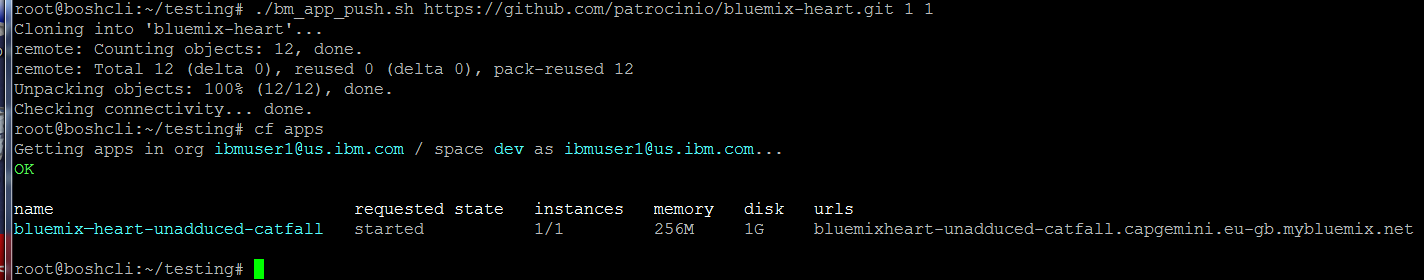 root@boshcli:~/testing# ./bm_app_push.sh https://github.com/patrocinio/bluemix-heart.git 1 1
Cloning into 'bluemix-heart'...
remote: Counting objects: 12, done.
remote: Total 12 (delta 0), reused 0 (delta 0), pack-reused 12
Unpacking objects: 100% (12/12), done.
Checking connectivity... done.
root@boshcli:~/testing# cf apps
Getting apps in org ibmuser1@us.ibm.com / space dev as ibmuser1@us.ibm.com...
OK
name requested state instances memory disk urls
bluemix-heart-unadduced-catfall started 1/1 256M 1G bluemixheart-unadduced-catfall.capgemini.eu-gb.mybluemix.net
root@boshcli:~/testing#